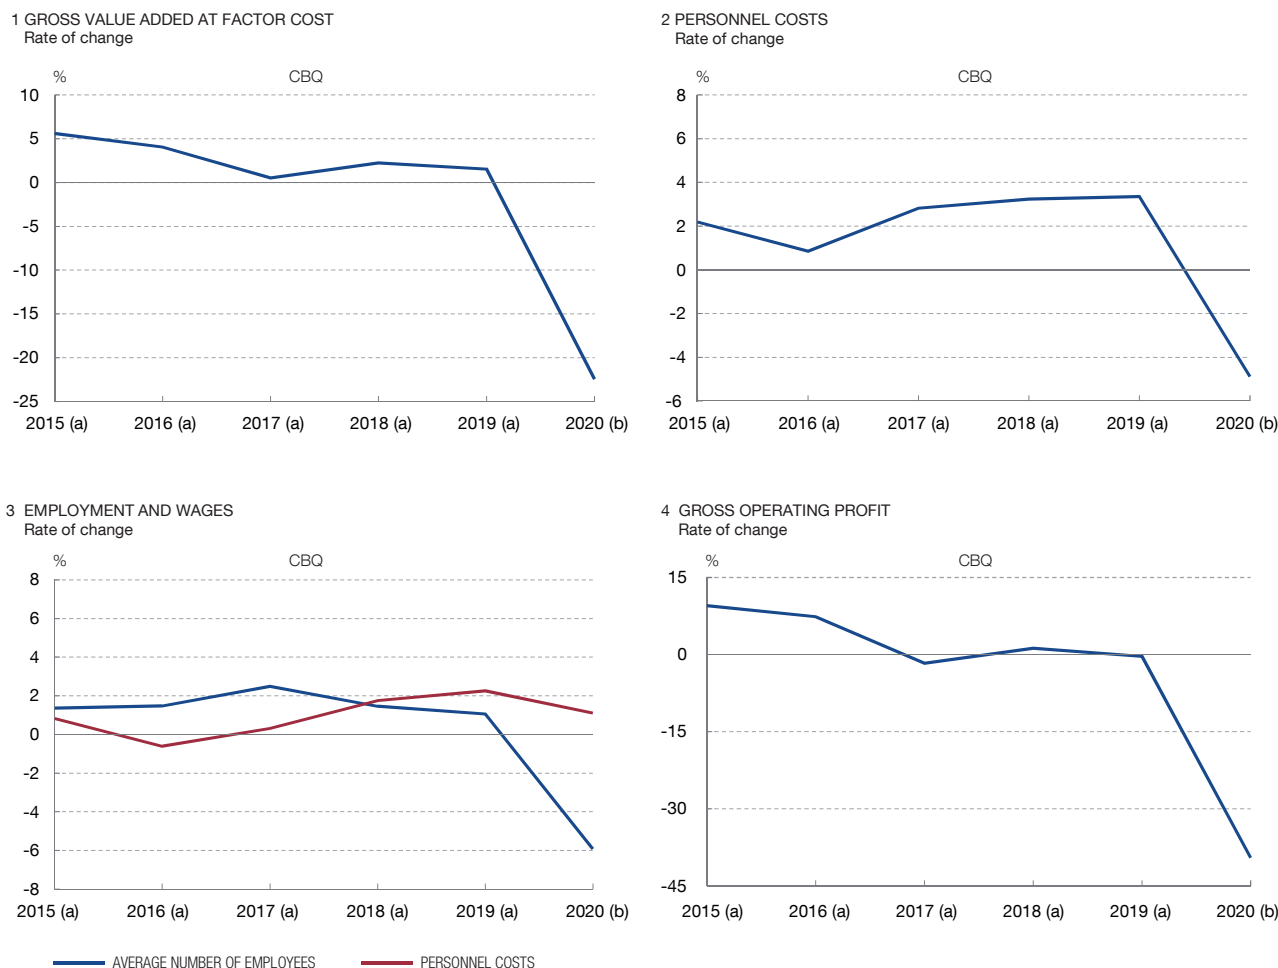 1 GROSS VALUE ADDED AT FACTOR COST
Rate of change
% CBQ
10
5
0
-5
-10
-15
-20
-25
2015 (a) 2016 (a) 2017 (a) 2018 (a) 2019 (a) 2020 (b)
2 PERSONNEL COSTS
Rate of change
% CBQ
8
6
4
2
0
-2
-4
-6
2015 (a) 2016 (a) 2017 (a) 2018 (a) 2019 (a) 2020 (b)
3 EMPLOYMENT AND WAGES
Rate of change
% CBQ
8
6
4
2
0
-2
-4
-6
-8
2015 (a) 2016 (a) 2017 (a) 2018 (a) 2019 (a) 2020 (b)
AVERAGE NUMBER OF EMPLOYEES PERSONNEL COSTS
4 GROSS OPERATING PROFIT
Rate of change
% CBQ
15
0
-15
-30
-45
2015 (a) 2016 (a) 2017 (a) 2018 (a) 2019 (a) 2020 (b)